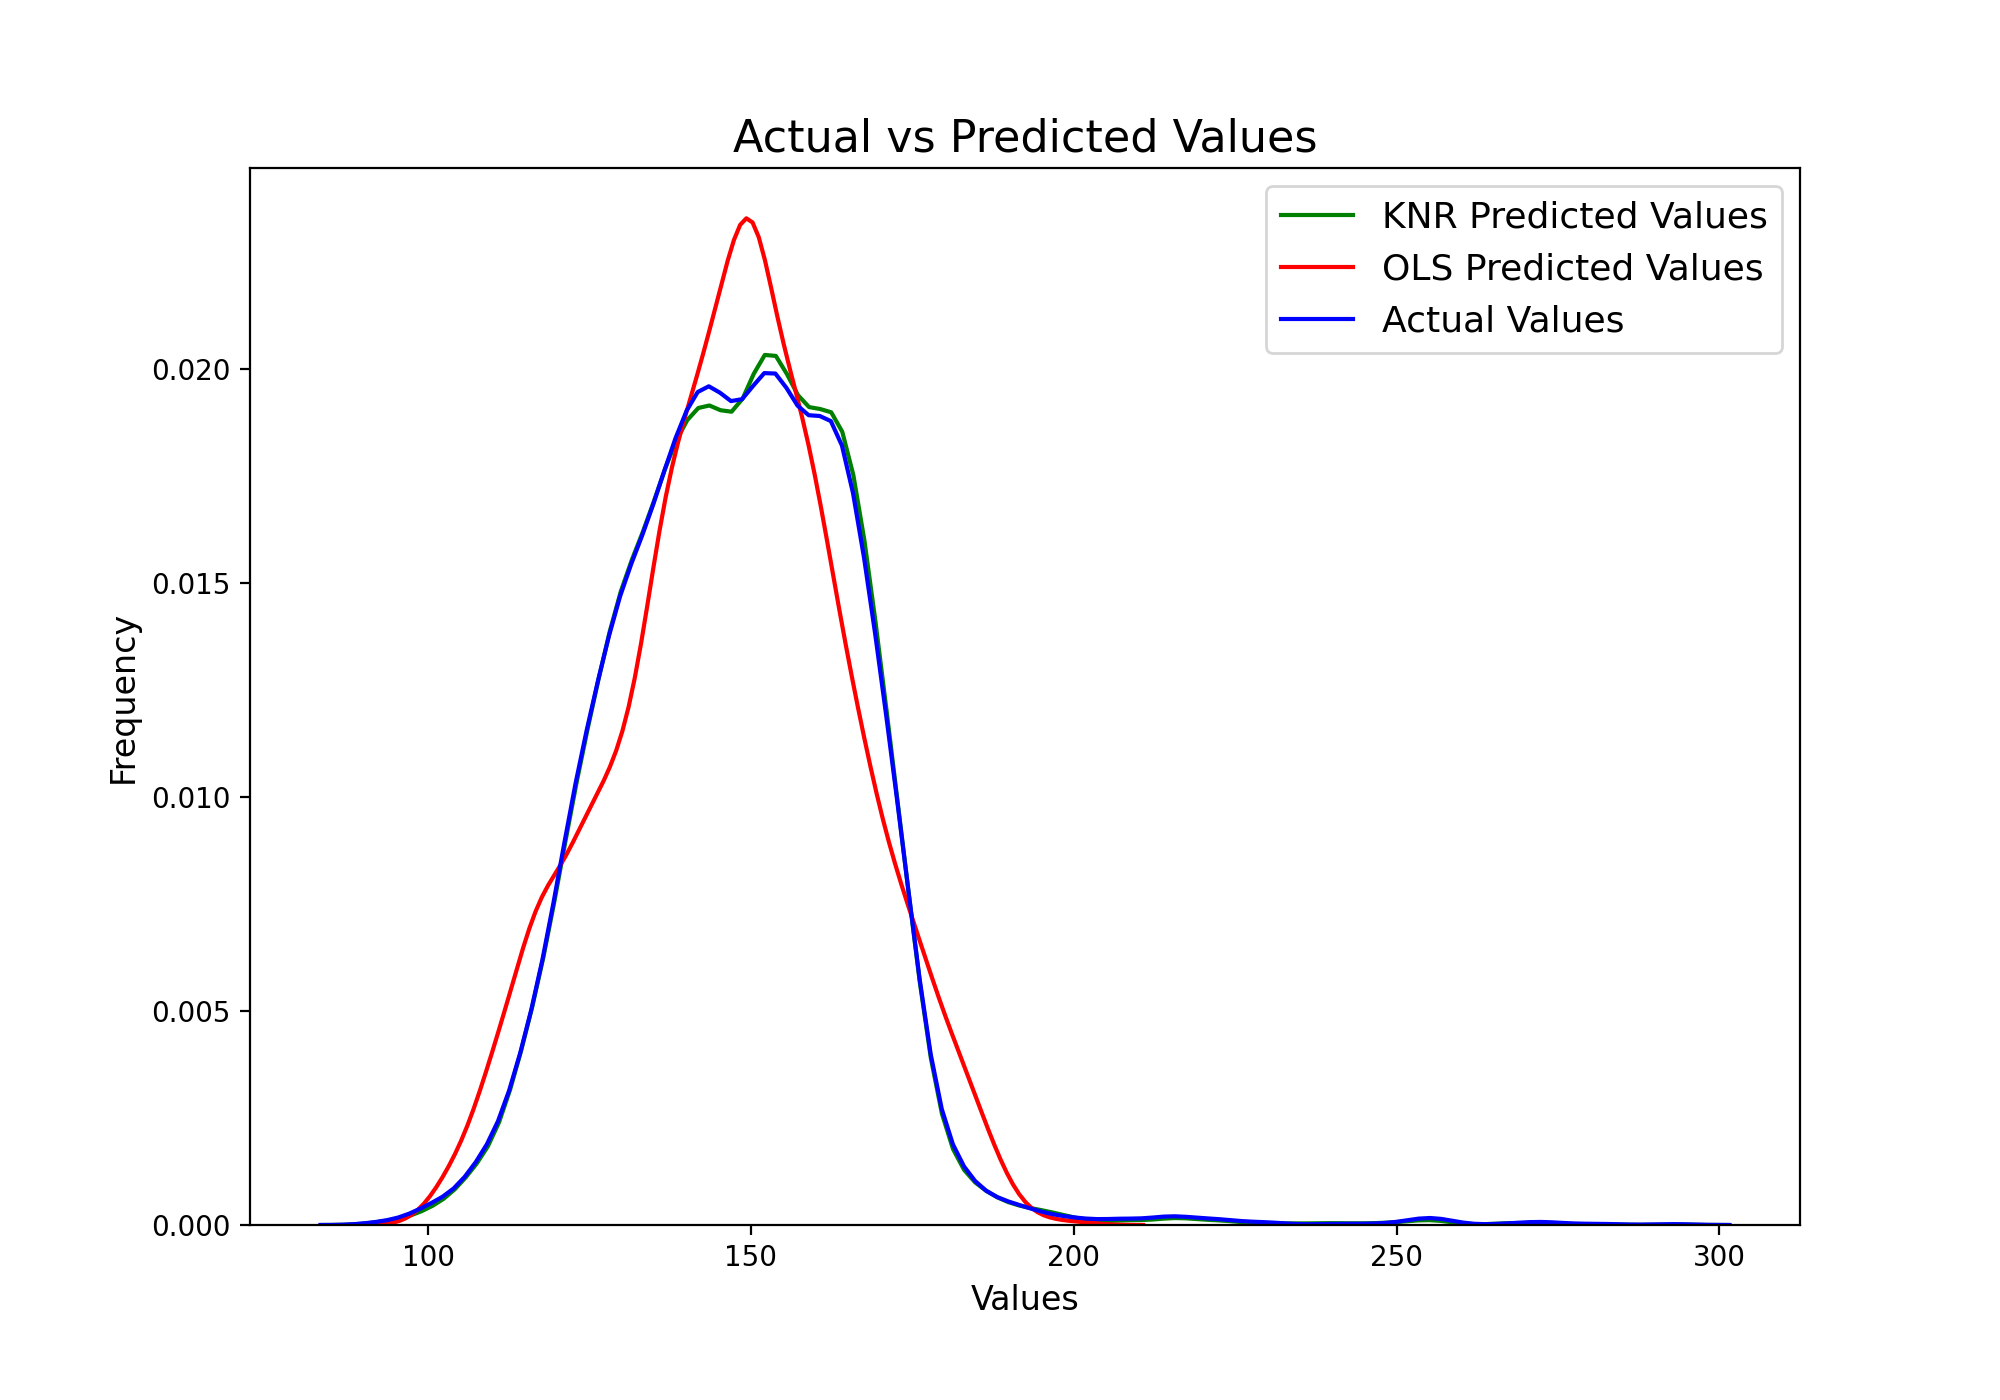 Actual vs Predicted Values
KNR Predicted Values
OLS Predicted Values
Actual Values
0.020
0.015
0.010
0.005
0.000
Frequency
100 150 200 250 300
Values